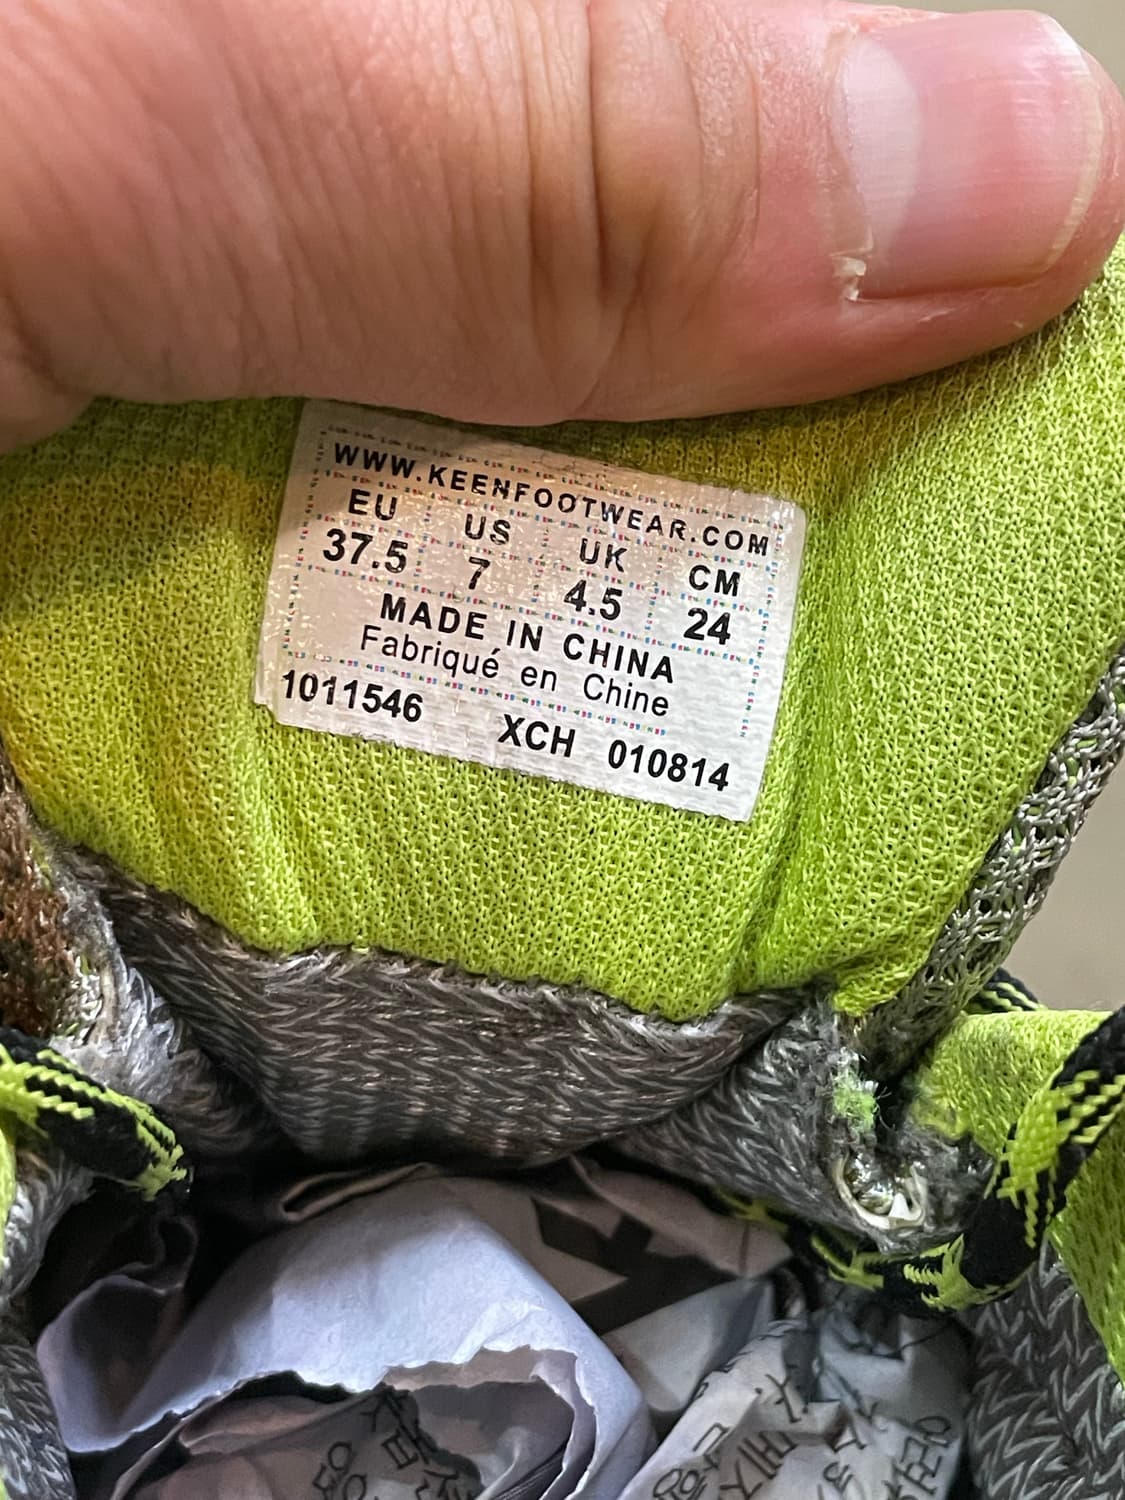 WWW.KEENFOOTWEAR.COM
EU US UK CM
37.5 7 4.5 24
MADE IN CHINA
Fabriqué en Chine
1011546 XCH 010814